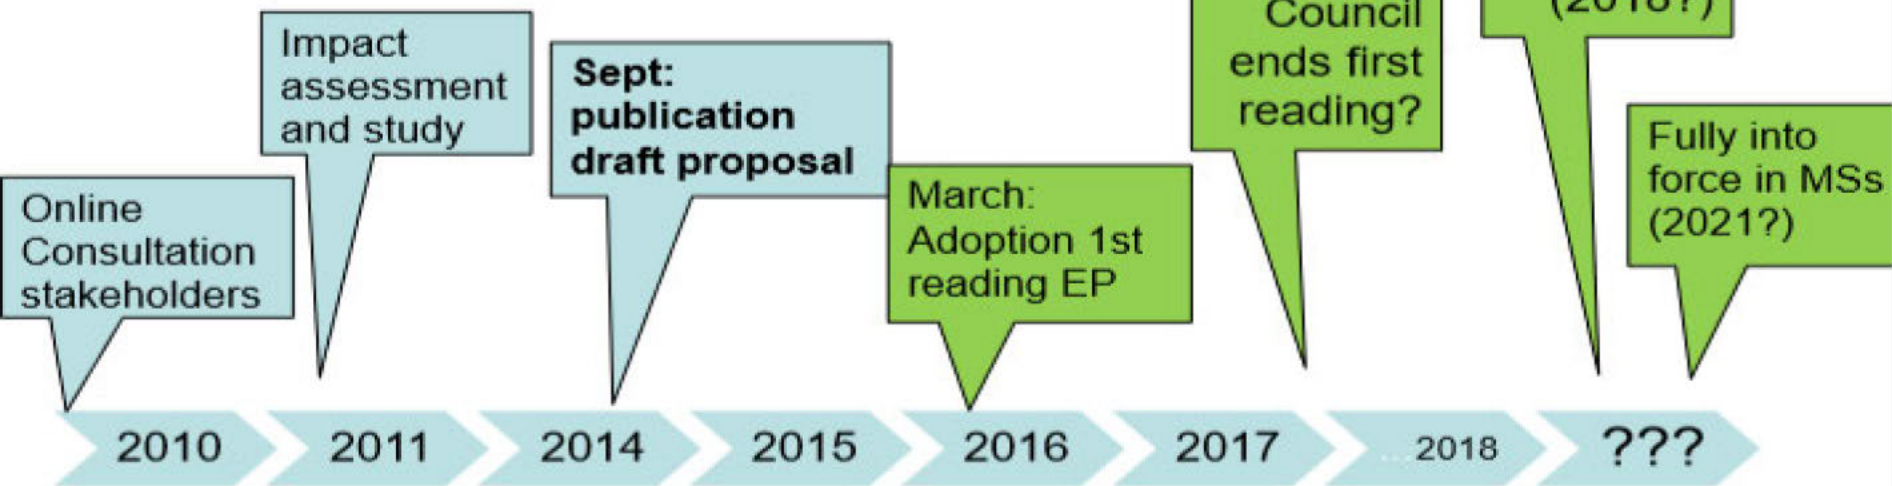 Online
Consultation
stakeholders
Impact
assessment
and study
Sept:
publication
draft proposal
March:
Adoption 1st
reading EP
Council
ends first
reading?
(2018?)
Fully into
force in MSs
(2021?)
2010
2011
2014
2015
2016
2017
...2018
???